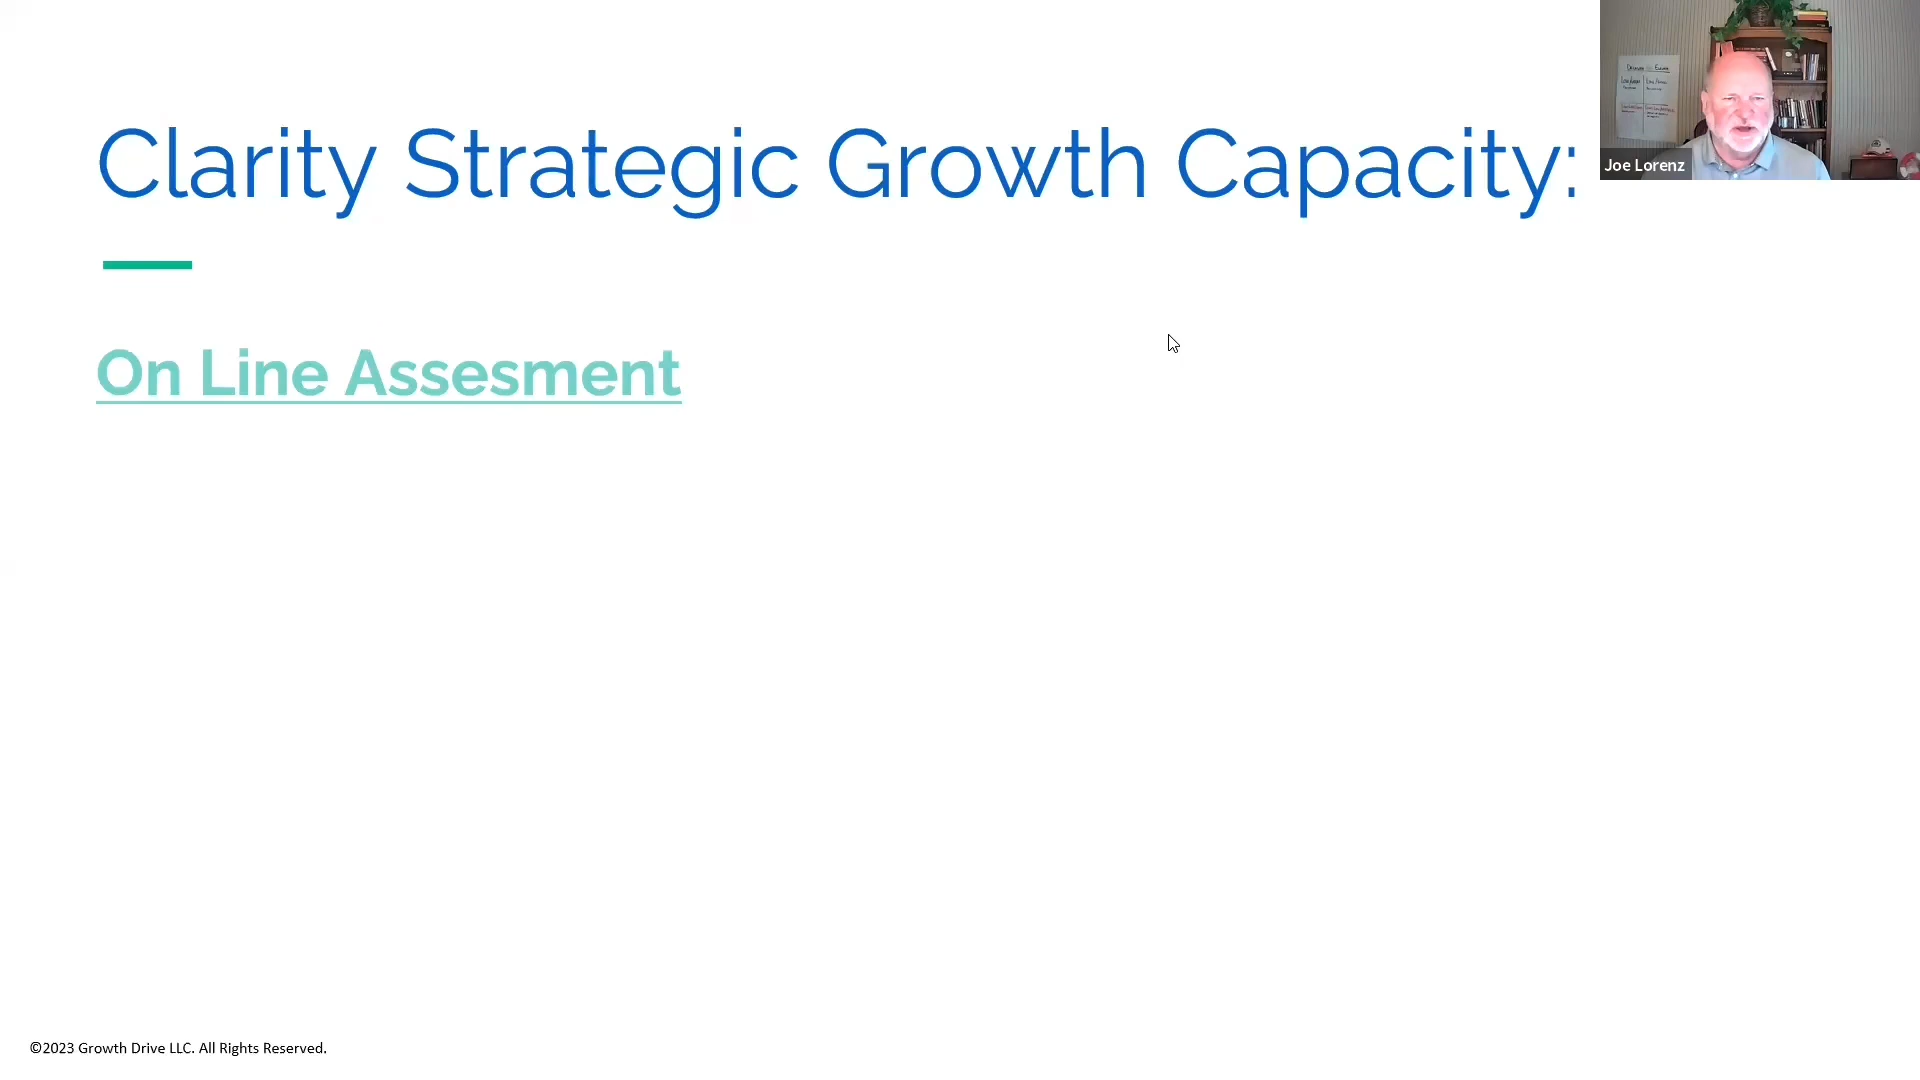 Clarity Strategic Growth Capacity:
Joe Lorenz
On Line Assesment
©2023 Growth Drive LLC. All Rights Reserved.